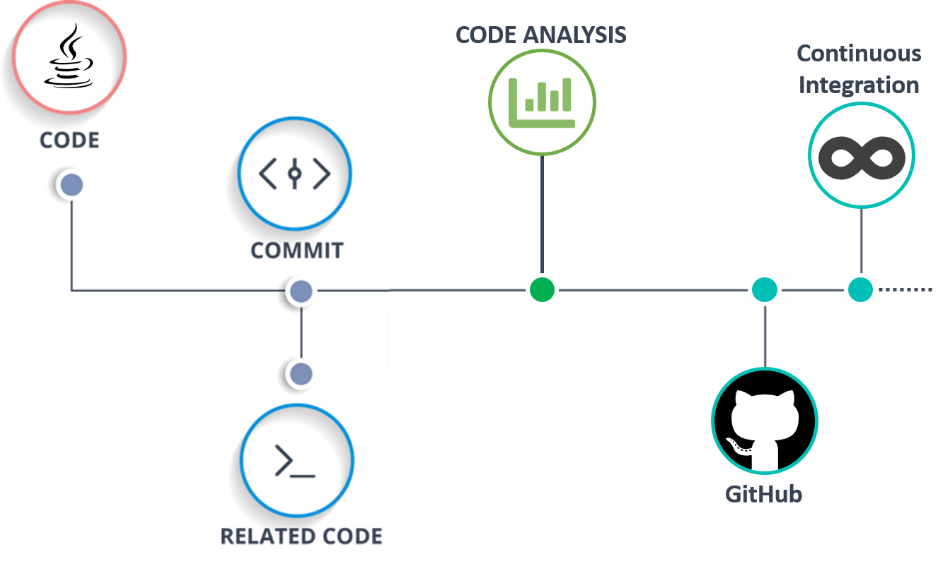 CODE
COMMIT
RELATED CODE
CODE ANALYSIS
GitHub
Continuous
Integration